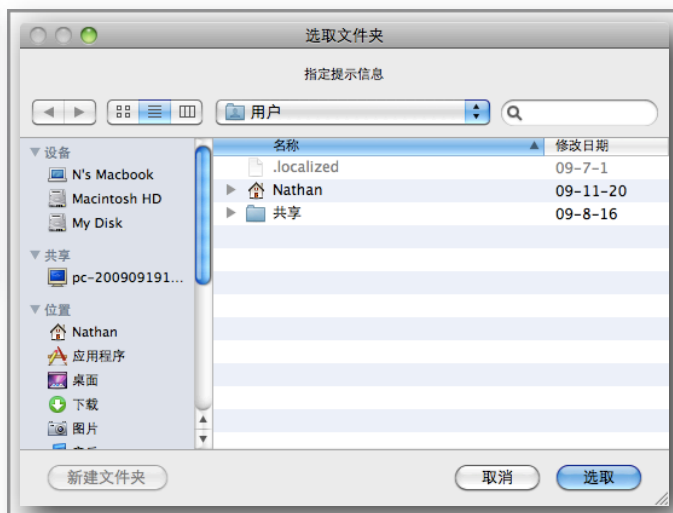 选取文件夹
指定提示信息
用户
设备
N's Macbook
Macintosh HD
My Disk
共享
pc-200909191...
位置
Nathan
应用程序
桌面
下载
图片
名称 修改日期
.localized 09-7-1
Nathan 09-11-20
共享 09-8-16
新建文件夹 取消 选取